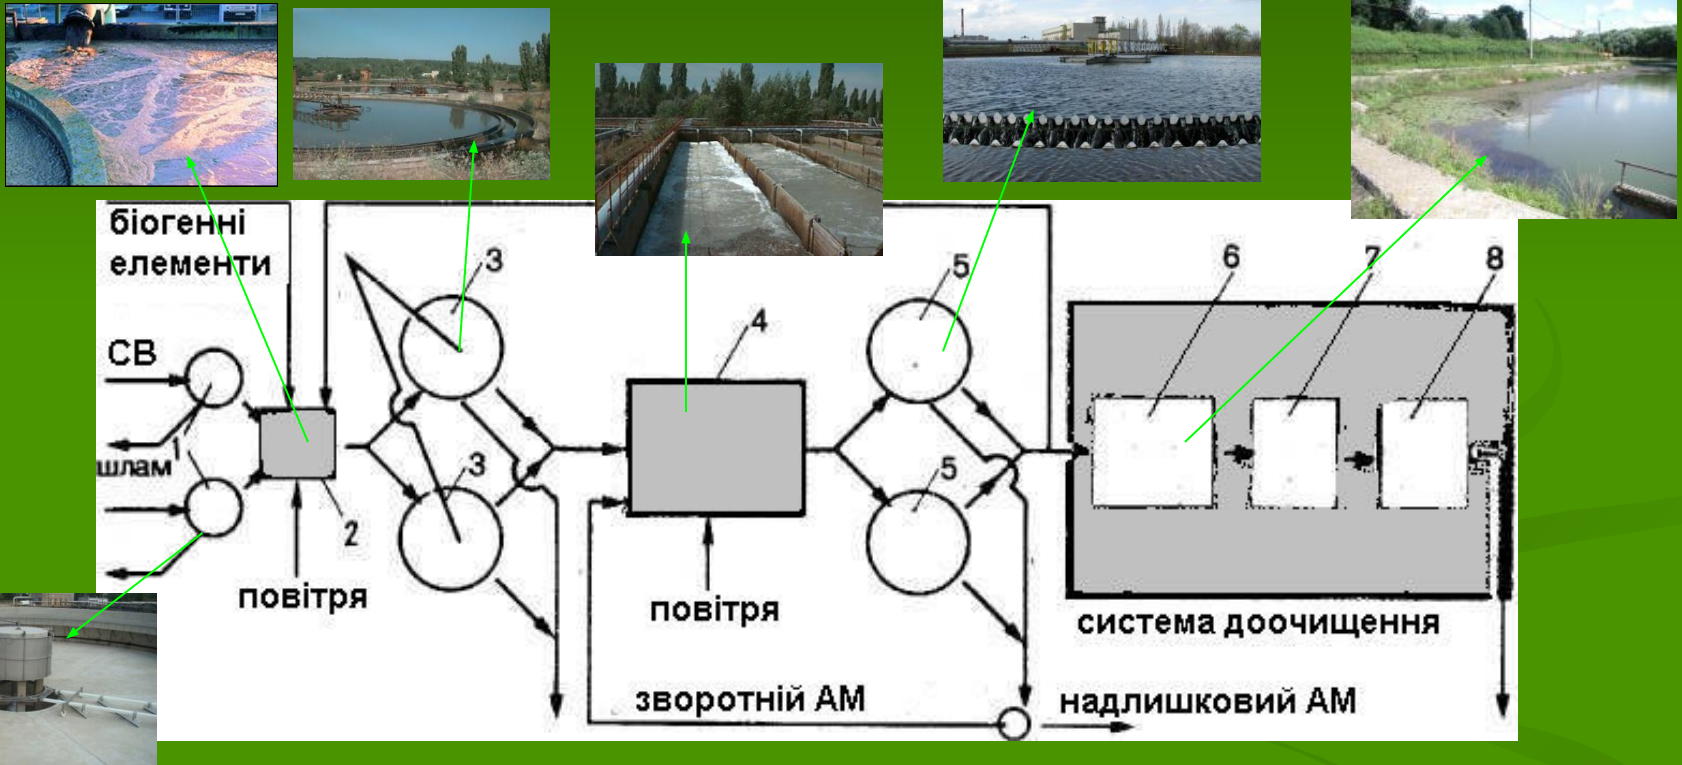 біогенні
елементи
СВ
шлам
1
2
повітря
3
3
4
повітря
5
5
6
7
8
система доочищення
зворотній АМ
надлишковий АМ